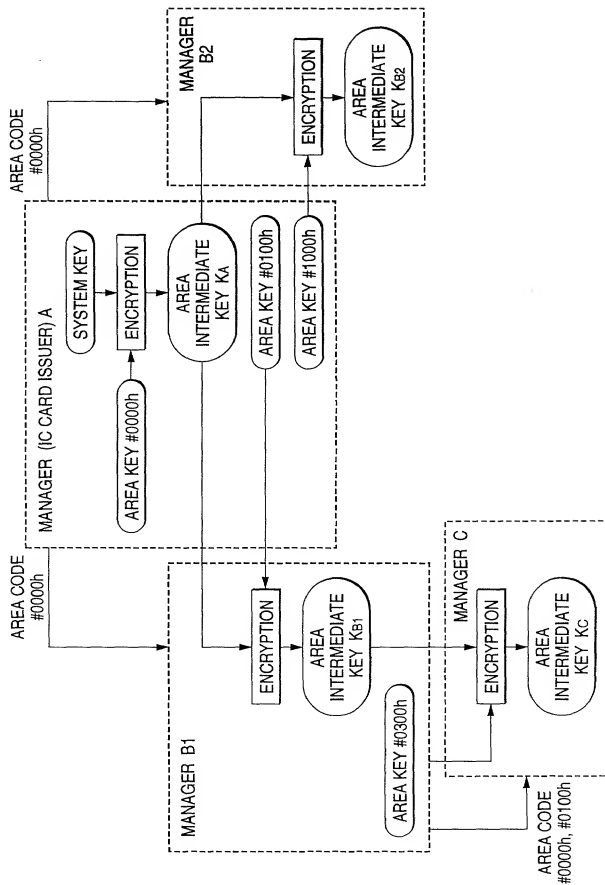 AREA CODE
#0000h
AREA CODE
#0000h
MANAGER (IC CARD ISSUER) A
SYSTEM KEY
AREA KEY #0000h
ENCRYPTION
AREA
INTERMEDIATE
KEY KA
AREA KEY #0100h
AREA KEY #1000h
MANAGER B1
ENCRYPTION
AREA
INTERMEDIATE
KEY KB1
AREA KEY #0300h
MANAGER
B2
ENCRYPTION
AREA
INTERMEDIATE
KEY KB2
AREA CODE
#0000h, #0100h
MANAGER C
ENCRYPTION
AREA
INTERMEDIATE
KEY KC